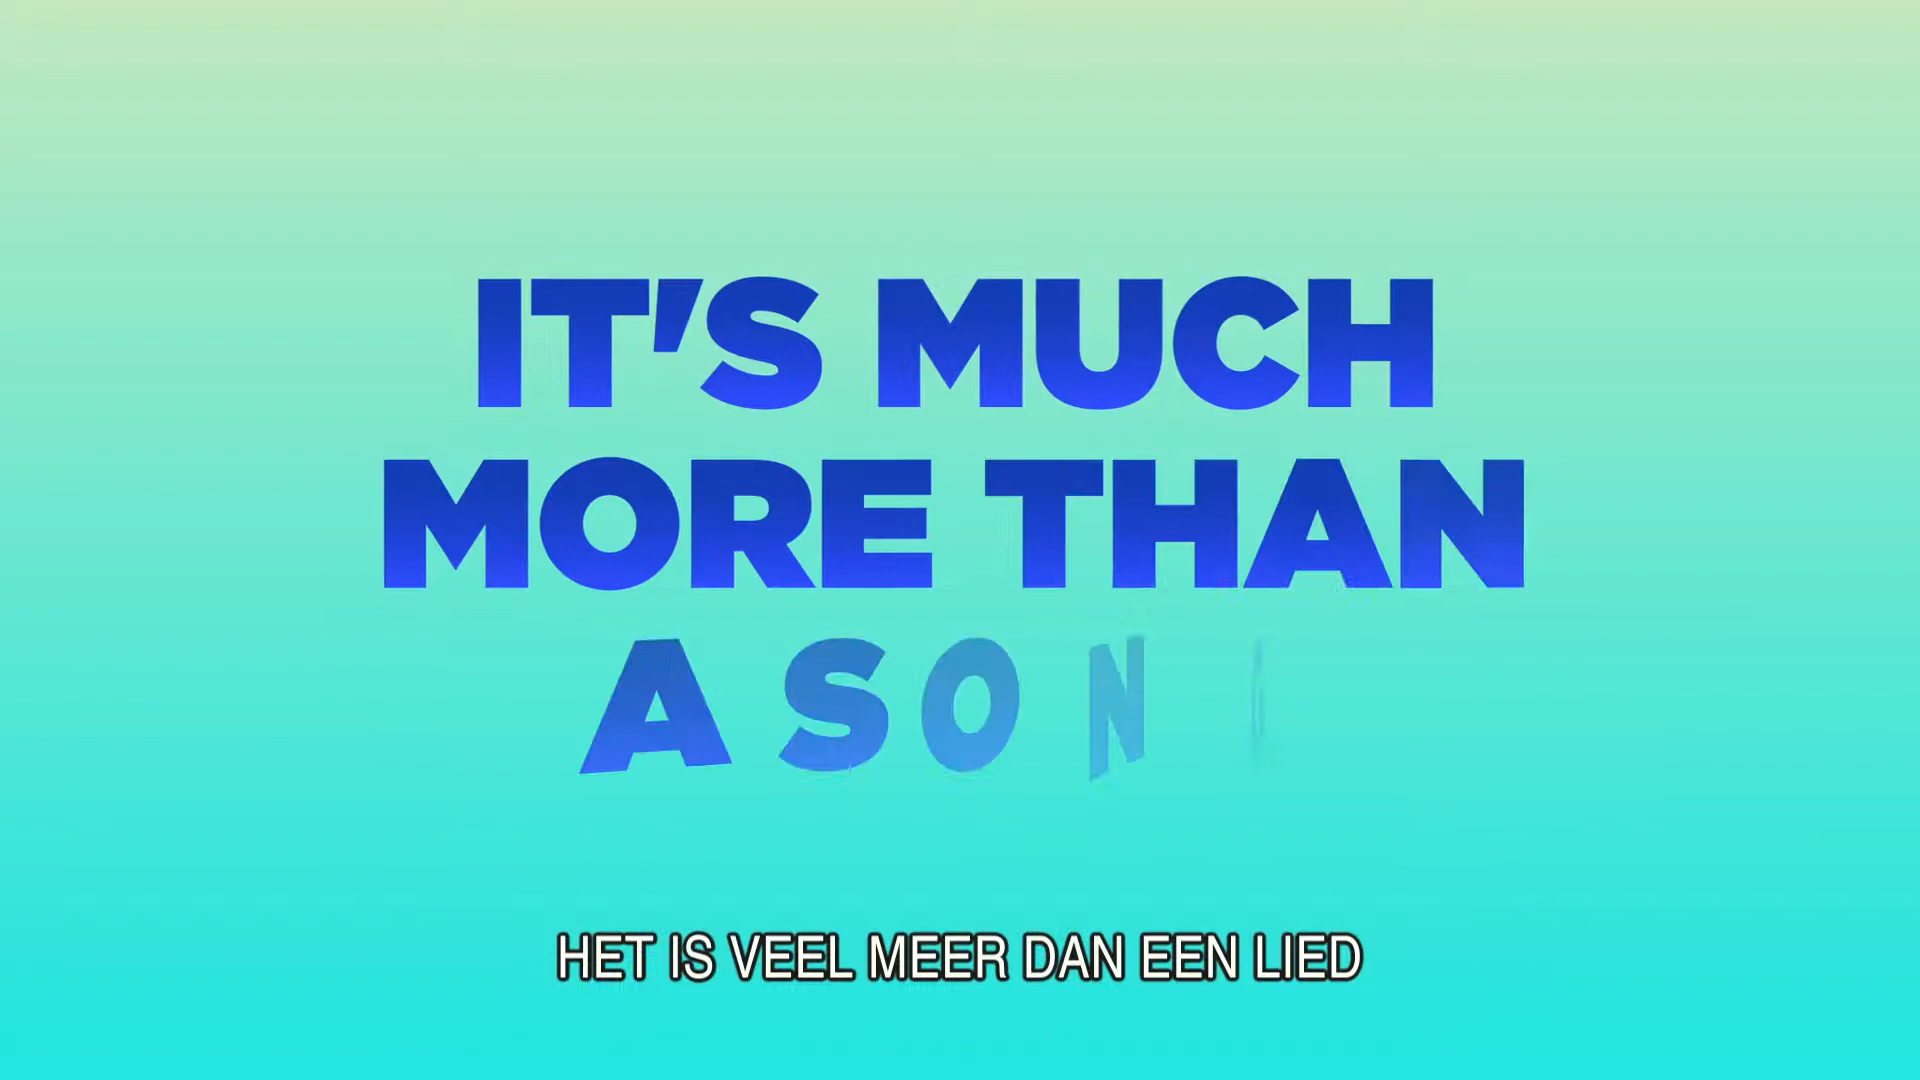 IT'S MUCH
MORE THAN
A SON
HET IS VEEL MEER DAN EEN LIED